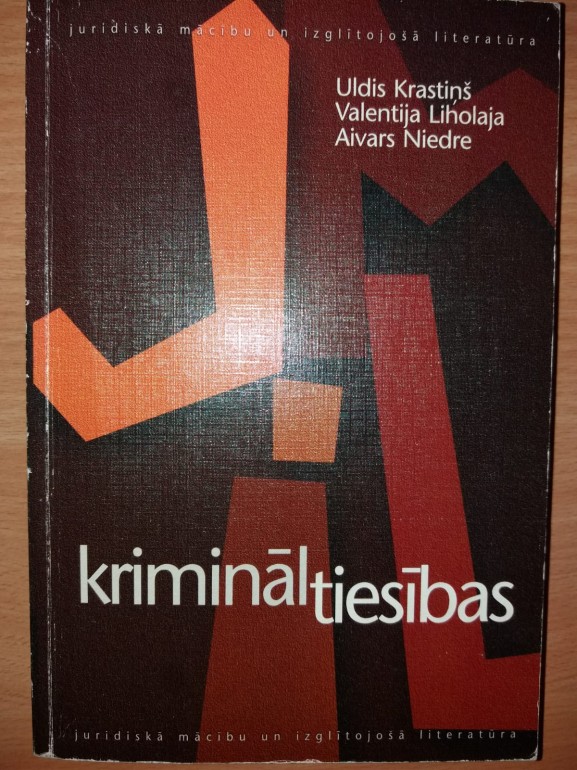 juridiskā mācību un izglītojošā literatūra
Uldis Krastiņš
Valentija Liholaja
Aivars Niedre
krimināltiesības
juridiskā mācību un izglītojošā literatūra